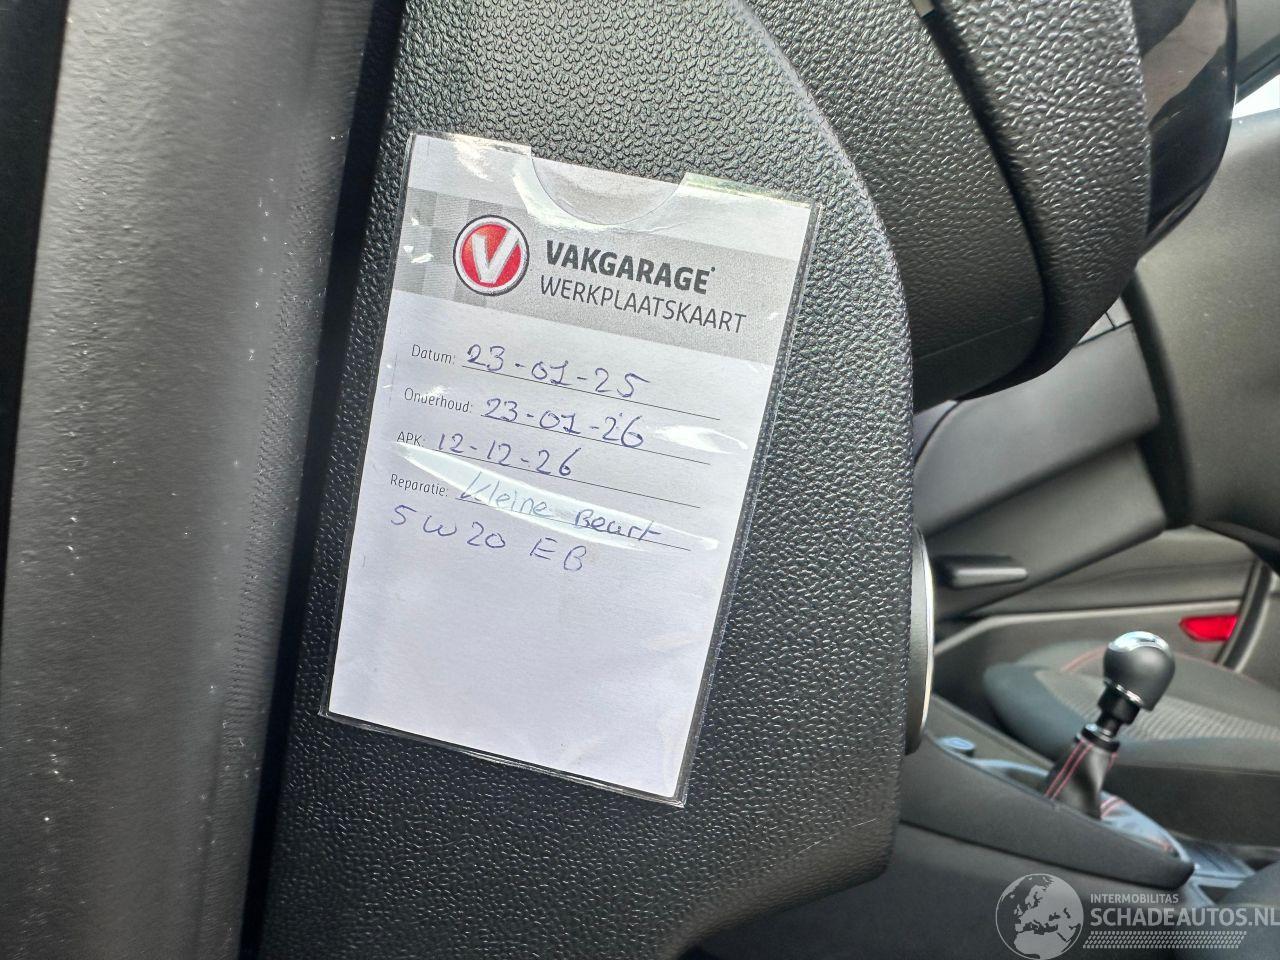 V VAKGARAGE
WERKPLAATSKAART
Datum: 23-01-25
Onderhoud: 23-01-26
APK: 12-12-26
Reparatie: Kleine Beurt
5W20 EB
INTERMOBILITAS
SCHADEAUTOS.NL